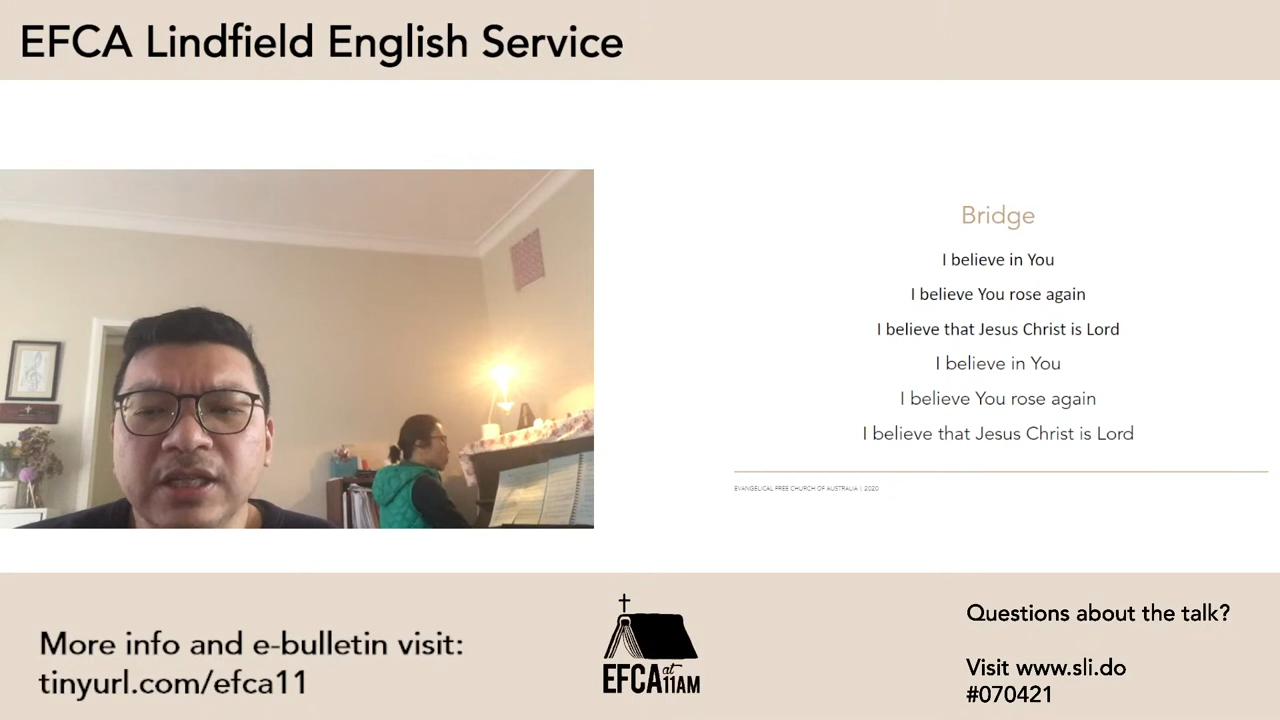 EFCA Lindfield English Service
Bridge
I believe in You
I believe You rose again
I believe that Jesus Christ is Lord
I believe in You
I believe You rose again
I believe that Jesus Christ is Lord
EVANGELICAL FREE CHURCH OF AUSTRALIA | 2020
More info and e-bulletin visit:
tinyurl.com/efca11
EFCA at
11AM
Questions about the talk?
Visit www.sli.do
#070421